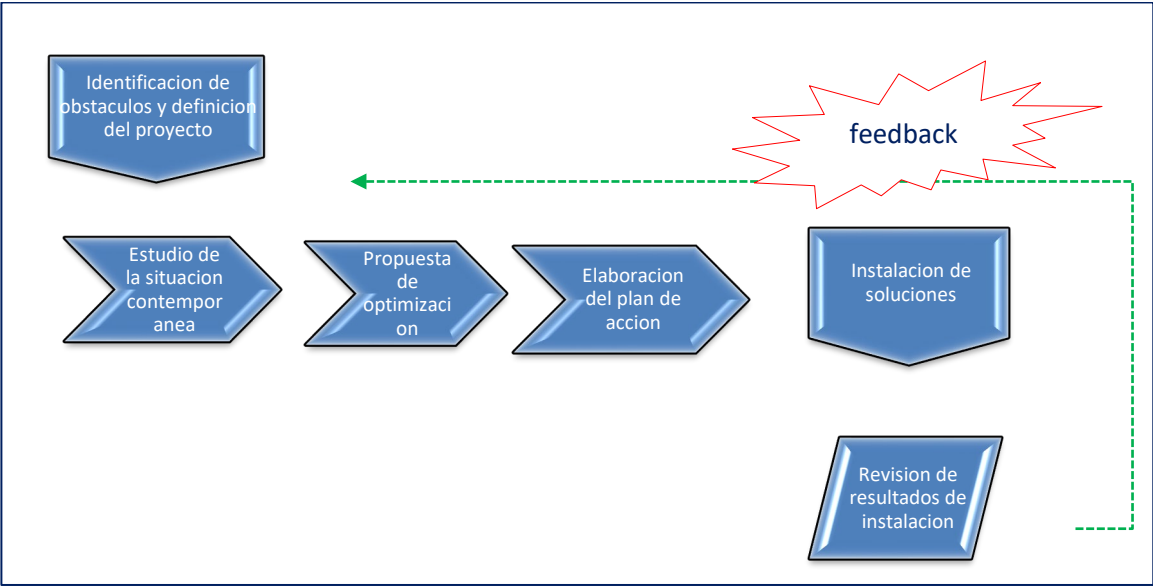 Identificacion de
obstaculos y definicion
del proyecto
feedback
Estudio de
la situacion
contempor
anea
Propuesta
de
optimizaci
on
Elaboracion
del plan de
accion
Instalacion de
soluciones
Revision de
resultados de
instalacion